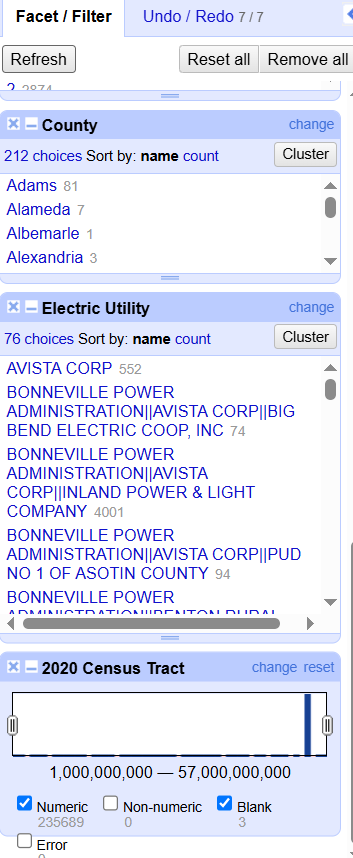 Facet / Filter Undo / Redo 7 / 7
Refresh Reset all Remove all
2 2874
County change
212 choices Sort by: name count Cluster
Adams 81
Alameda 7
Albemarle 1
Alexandria 3
Electric Utility change
76 choices Sort by: name count Cluster
AVISTA CORP 552
BONNEVILLE POWER
ADMINISTRATION||AVISTA CORP||BIG
BEND ELECTRIC COOP, INC 74
BONNEVILLE POWER
ADMINISTRATION||AVISTA
CORP||INLAND POWER & LIGHT
COMPANY 4001
BONNEVILLE POWER
ADMINISTRATION||AVISTA CORP||PUD
NO 1 OF ASOTIN COUNTY 94
BONNEVILLE POWER
ADMINISTRATION||BENTON RURAL
2020 Census Tract change reset
1,000,000,000 — 57,000,000,000
Numeric Non-numeric Blank
235689 0 3
Error
0